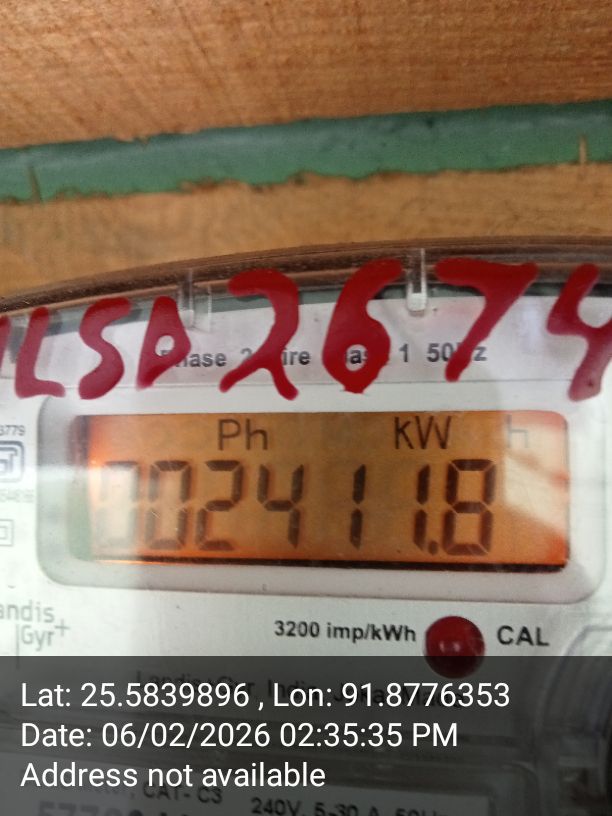 LSD2674
Phase 2 Wire Class 1 50Hz
Ph kW h
002411.8
Gyr+
3200 imp/kWh CAL
Lat: 25.5839896 , Lon: 91.8776353
Date: 06/02/2026 02:35:35 PM
Address not available
CAT- C3
240V, 5-30 A, 50Hz